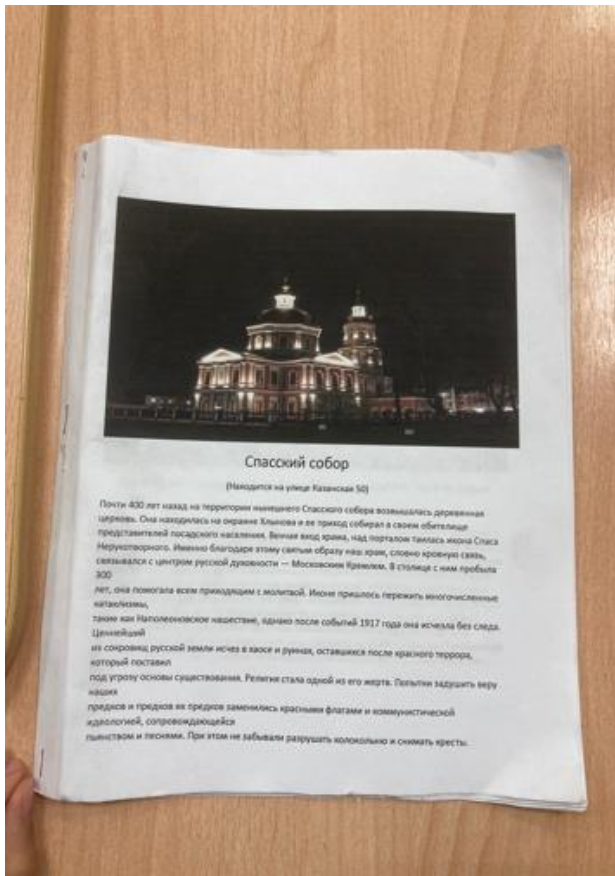 Спасский собор
(Находится на улице Казанская 50)
Почти 400 лет назад на территории нынешнего Спасского собора возвышалась деревянная
церковь. Она находилась на окраине Хлынова и ее приход собирал в своем обителище
представителей посадского населения. Венчая вход храма, над порталом таилась икона Спаса
Нерукотворного. Именно благодаря этому святым образу наш храм, словно кровную связь,
связывался с центром русской духовности — Московским Кремлем. В столице с ним пробыла
300
лет, она помогала всем приходящим с молитвой. Иконе пришлось пережить многочисленные
катаклизмы,
такие как Наполеоновское нашествие, однако после событий 1917 года она исчезла без следа.
Ценнейший
из сокровищ русской земли исчез в хаосе и руинах, оставшихся после красного террора,
который поставил
под угрозу основы существования. Религия стала одной из его жертв. Попытки задушить веру
наших
предков и предков их предков заменились красными флагами и коммунистической
идеологией, сопровождающейся
пьянством и песнями. При этом не забывали разрушать колокольню и снимать кресты.